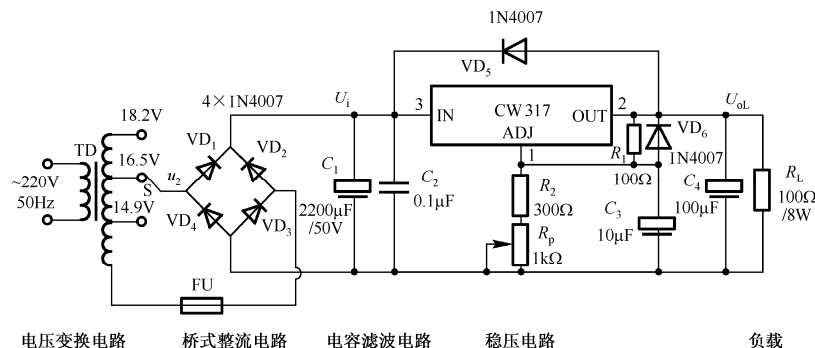 1N4007
VD5
4×1N4007
Ui
3
IN
CW317
OUT
2
UoL
ADJ
1
18.2V
TD
16.5V
S
u2
~220V
50Hz
14.9V
VD1
VD2
VD4
VD3
C1
2200μF
/50V
C2
0.1μF
R1
100Ω
VD6
1N4007
R2
300Ω
Rp
1kΩ
C3
10μF
C4
100μF
RL
100Ω
/8W
FU
电压变换电路
桥式整流电路
电容滤波电路
稳压电路
负载